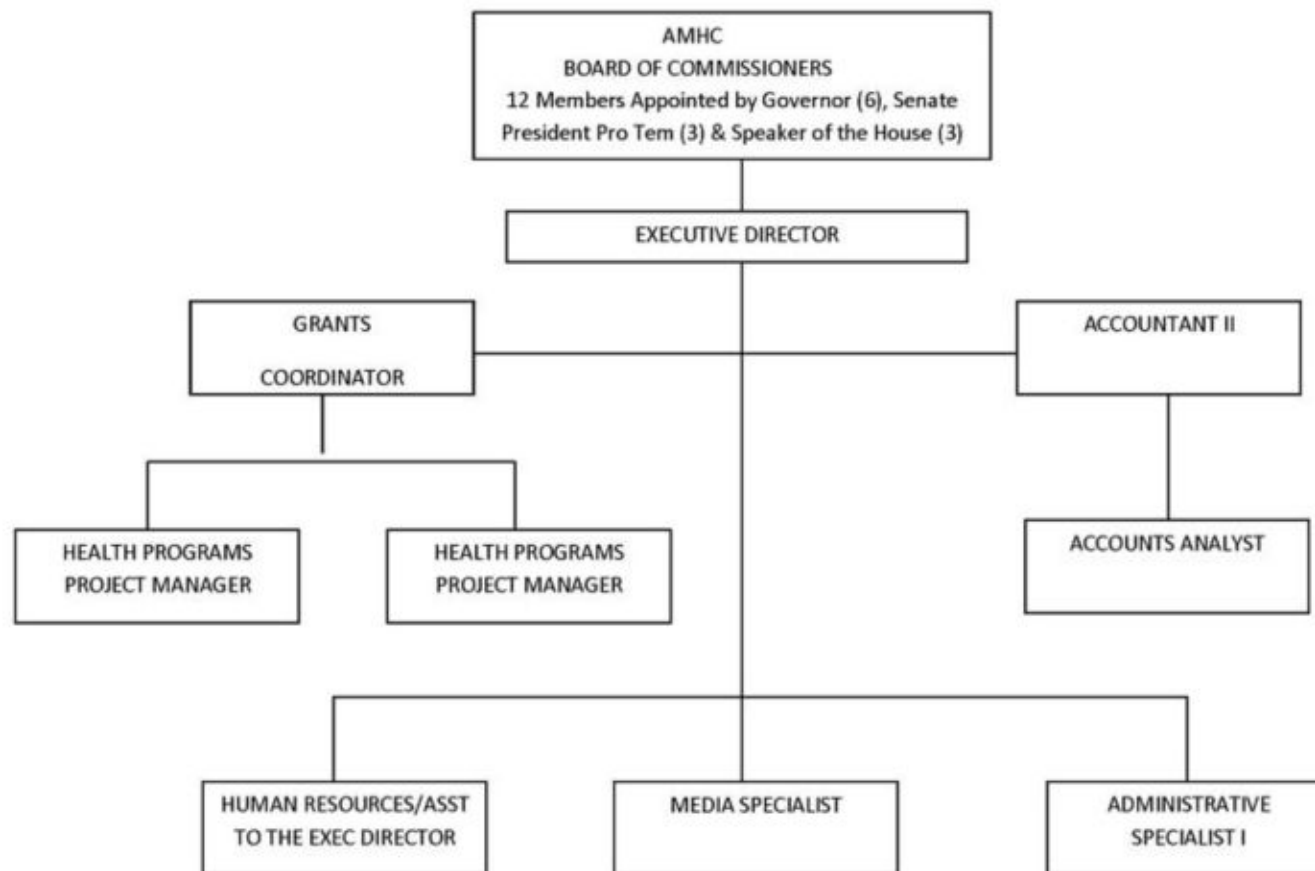 AMHC
BOARD OF COMMISSIONERS
12 Members Appointed by Governor (6), Senate
President Pro Tem (3) & Speaker of the House (3)
EXECUTIVE DIRECTOR
GRANTS
COORDINATOR
ACCOUNTANT II
HEALTH PROGRAMS
PROJECT MANAGER
HEALTH PROGRAMS
PROJECT MANAGER
ACCOUNTS ANALYST
HUMAN RESOURCES/ASST
TO THE EXEC DIRECTOR
MEDIA SPECIALIST
ADMINISTRATIVE
SPECIALIST I